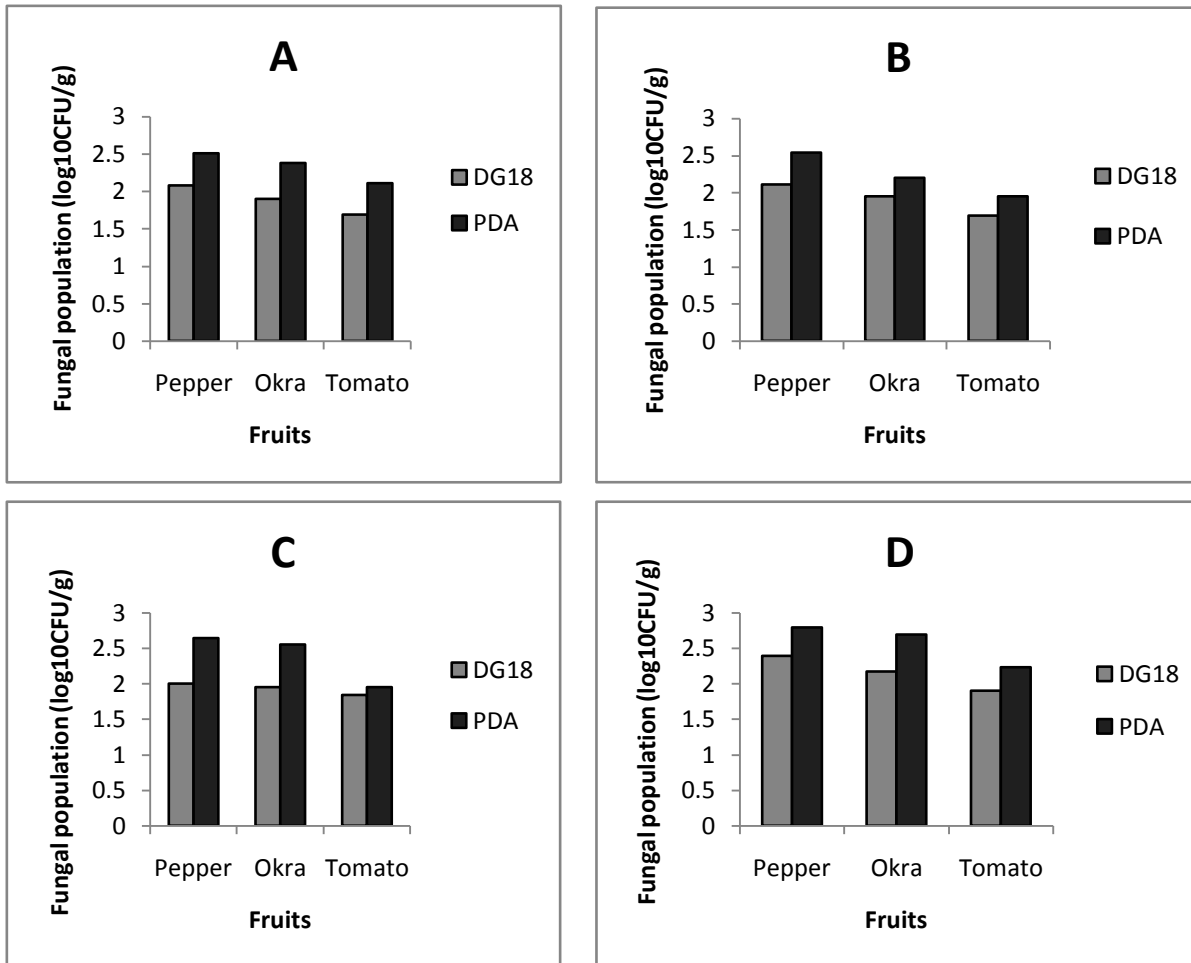 A
Fungal population (log10CFU/g)
3
2.5
2
1.5
1
0.5
0
Pepper Okra Tomato
Fruits
DG18
PDA
B
Fungal population (log10CFU/g)
3
2.5
2
1.5
1
0.5
0
Pepper Okra Tomato
Fruits
DG18
PDA
C
Fungal population (log10CFU/g)
3
2.5
2
1.5
1
0.5
0
Pepper Okra Tomato
Fruits
DG18
PDA
D
Fungal population (log10CFU/g)
3
2.5
2
1.5
1
0.5
0
Pepper Okra Tomato
Fruits
DG18
PDA